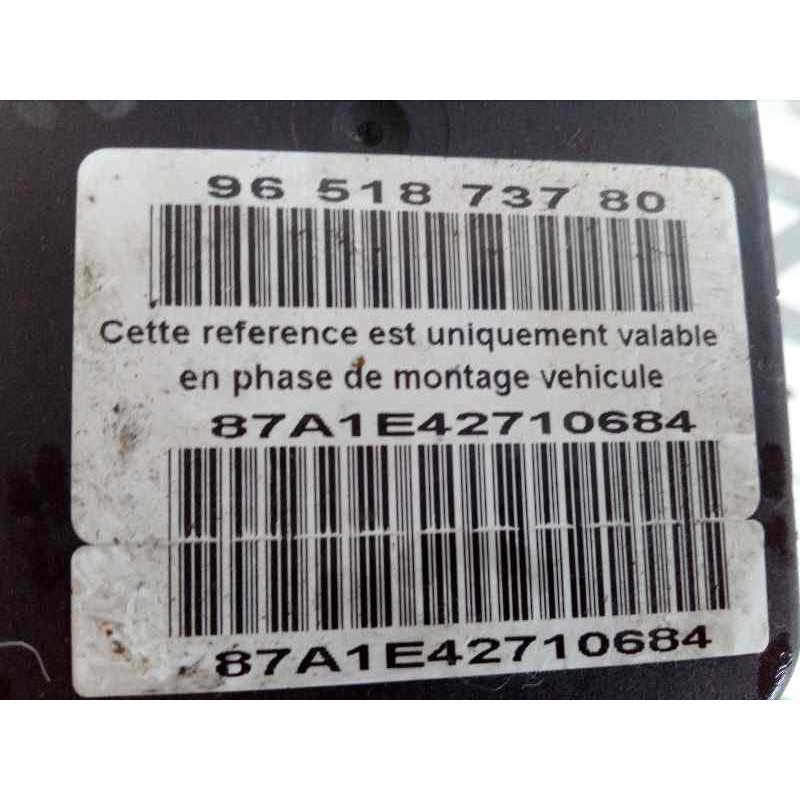 96 518 737 80
Cette reference est uniquement valable
en phase de montage vehicule
87A1E42710684
87A1E42710684